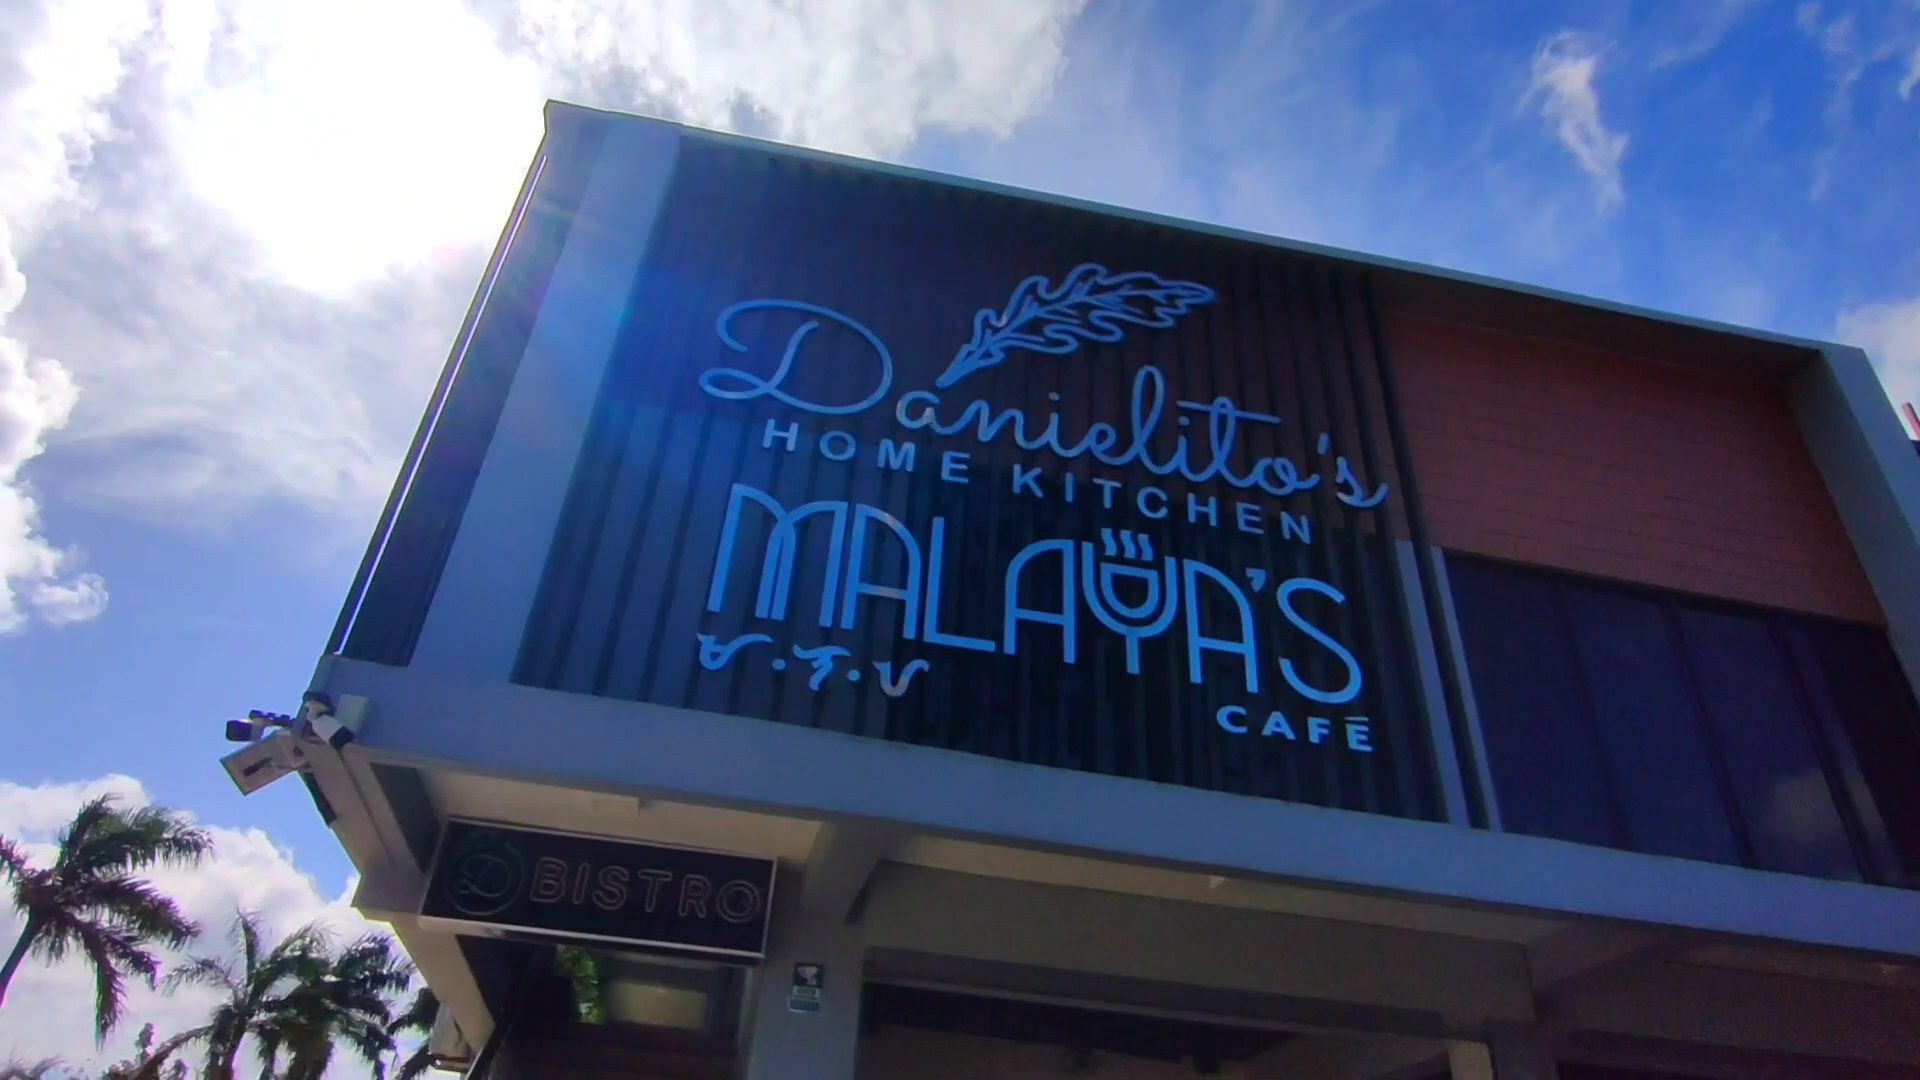 Danielito's
HOME KITCHEN
MALAYA'S
ᜋ · ᜎ · ᜌ
CAFÉ
D BISTRO